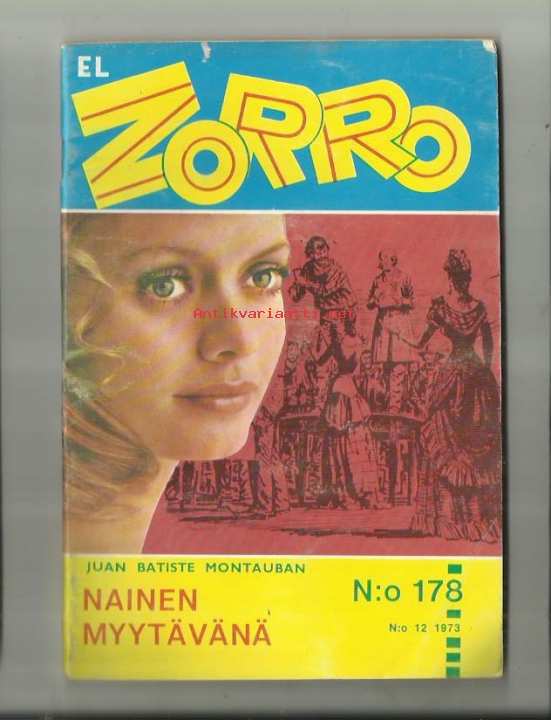 EL
ZORRO
Antikvariaatti.net
JUAN BATISTE MONTAUBAN
NAINEN
MYYTÄVÄNÄ
N:o 178
N:o 12 1973